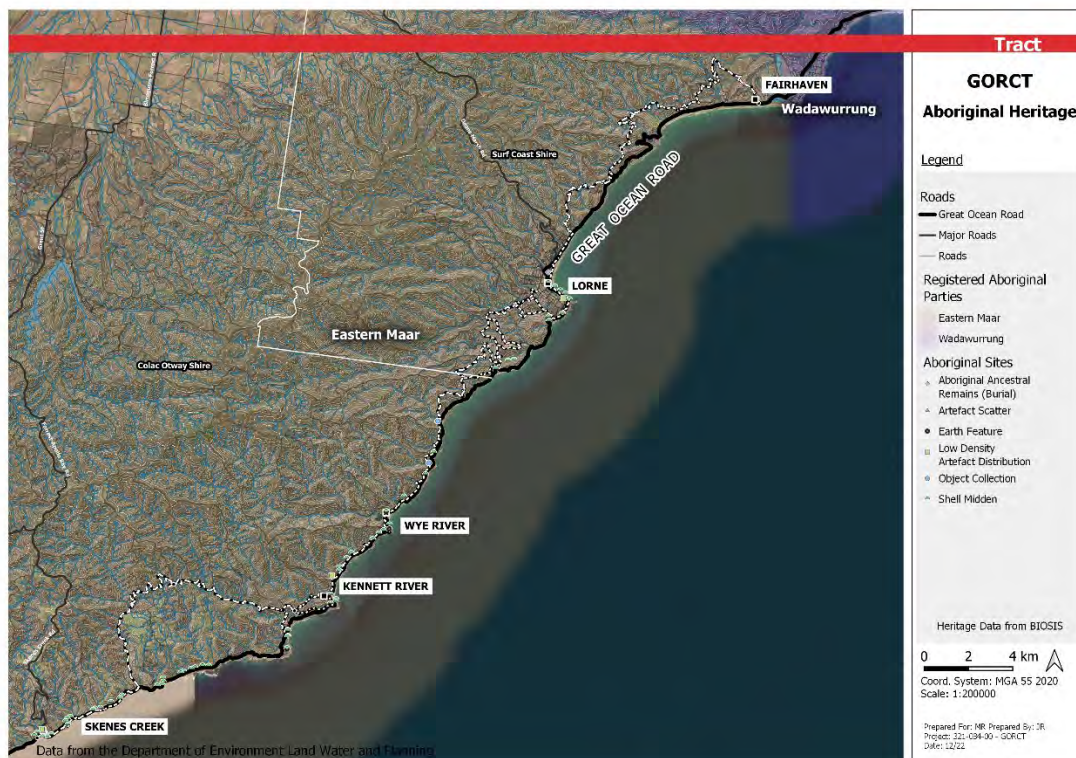 Tract
GORCT
Aboriginal Heritage
Legend
Roads
Great Ocean Road
Major Roads
Roads
Registered Aboriginal
Parties
Eastern Maar
Wadawurrung
Aboriginal Sites
Aboriginal Ancestral
Remains (Burial)
Artefact Scatter
Earth Feature
Low Density
Artefact Distribution
Object Collection
Shell Midden
Heritage Data from BIOSIS
0 2 4 km
Coord. System: MGA 55 2020
Scale: 1:200000
Prepared For: MR Prepared By: JR
Project: 321-084-00 - GORCT
Date: 12/22
FAIRHAVEN
Wadawurrung
Surf Coast Shire
GREAT OCEAN ROAD
LORNE
Eastern Maar
Colac Otway Shire
WYE RIVER
KENNETT RIVER
SKENES CREEK
Data from the Department of Environment Land Water and Planning